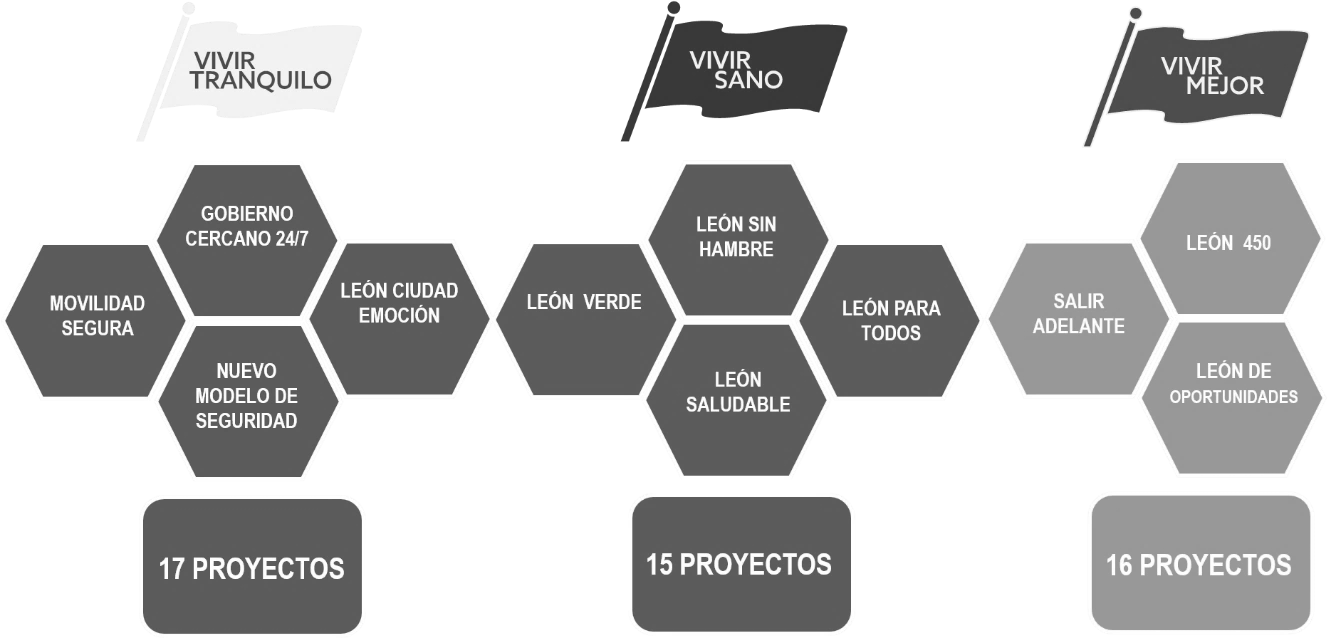 VIVIR
TRANQUILO
GOBIERNO
CERCANO 24/7
MOVILIDAD
SEGURA
LEÓN CIUDAD
EMOCIÓN
NUEVO
MODELO DE
SEGURIDAD
17 PROYECTOS
VIVIR
SANO
LEÓN SIN
HAMBRE
LEÓN VERDE
LEÓN PARA
TODOS
LEÓN
SALUDABLE
15 PROYECTOS
VIVIR
MEJOR
LEÓN 450
SALIR
ADELANTE
LEÓN DE
OPORTUNIDADES
16 PROYECTOS